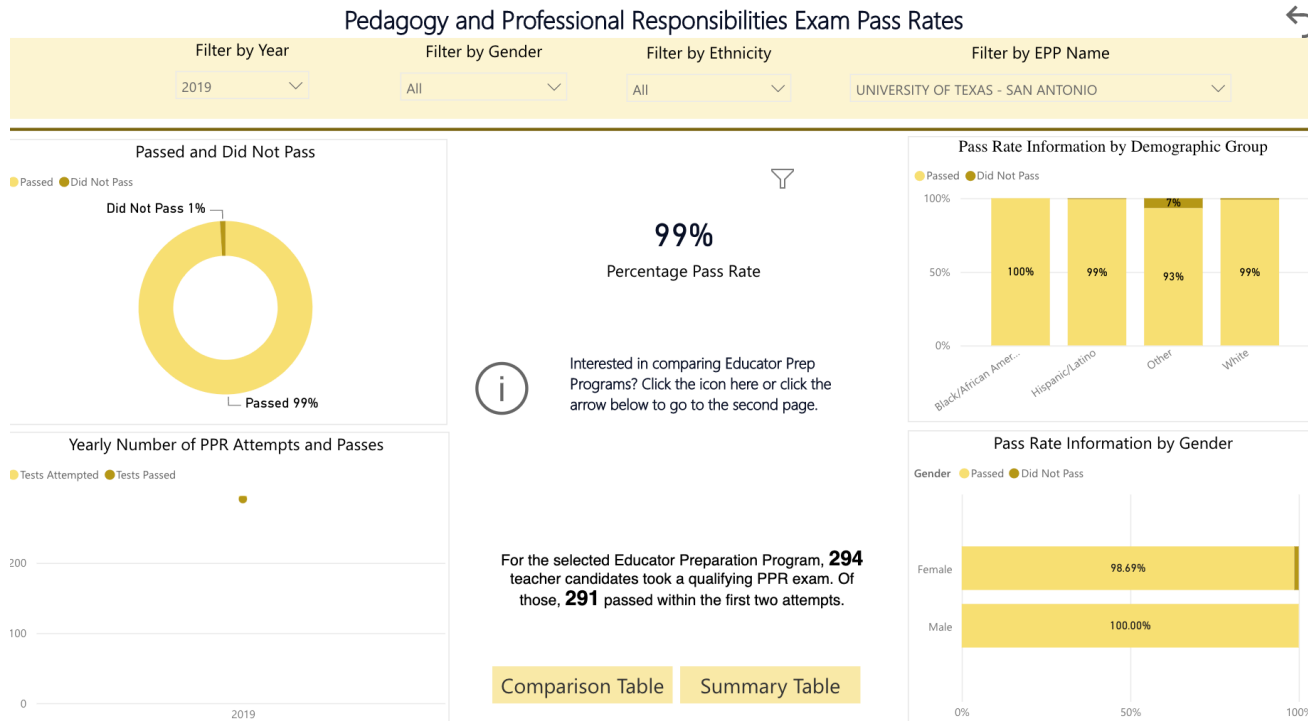 Pedagogy and Professional Responsibilities Exam Pass Rates
Filter by Year
Filter by Gender
Filter by Ethnicity
Filter by EPP Name
2019
All
All
UNIVERSITY OF TEXAS - SAN ANTONIO
Passed and Did Not Pass
Passed Did Not Pass
Did Not Pass 1%
Passed 99%
99%
Percentage Pass Rate
i
Interested in comparing Educator Prep
Programs? Click the icon here or click the
arrow below to go to the second page.
Pass Rate Information by Demographic Group
Passed Did Not Pass
100%
50%
0%
7%
100%
99%
93%
99%
Black/African Amer...
Hispanic/Latino
Other
White
Yearly Number of PPR Attempts and Passes
Tests Attempted Tests Passed
200
100
0
2019
For the selected Educator Preparation Program, 294
teacher candidates took a qualifying PPR exam. Of
those, 291 passed within the first two attempts.
Comparison Table
Summary Table
Pass Rate Information by Gender
Gender Passed Did Not Pass
Female
98.69%
Male
100.00%
0%
50%
100%